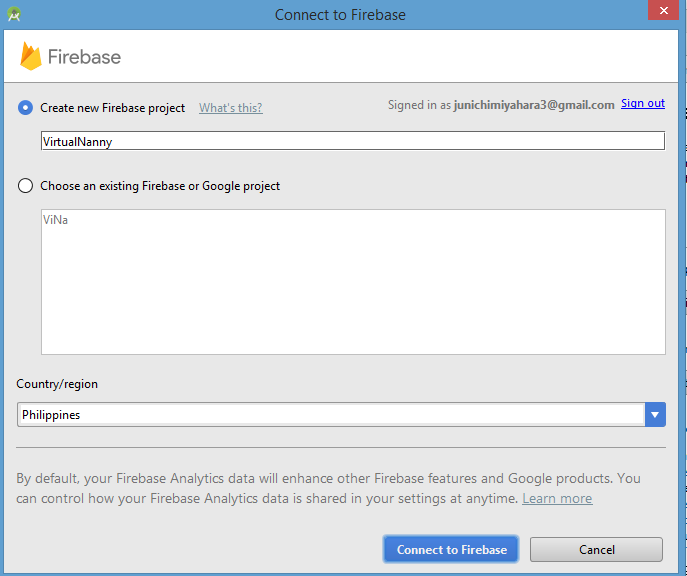 Connect to Firebase
Firebase
Create new Firebase project What's this? Signed in as junichimiyahara3@gmail.com Sign out
VirtualNanny
Choose an existing Firebase or Google project
ViNa
Country/region
Philippines
By default, your Firebase Analytics data will enhance other Firebase features and Google products. You
can control how your Firebase Analytics data is shared in your settings at anytime. Learn more
Connect to Firebase Cancel